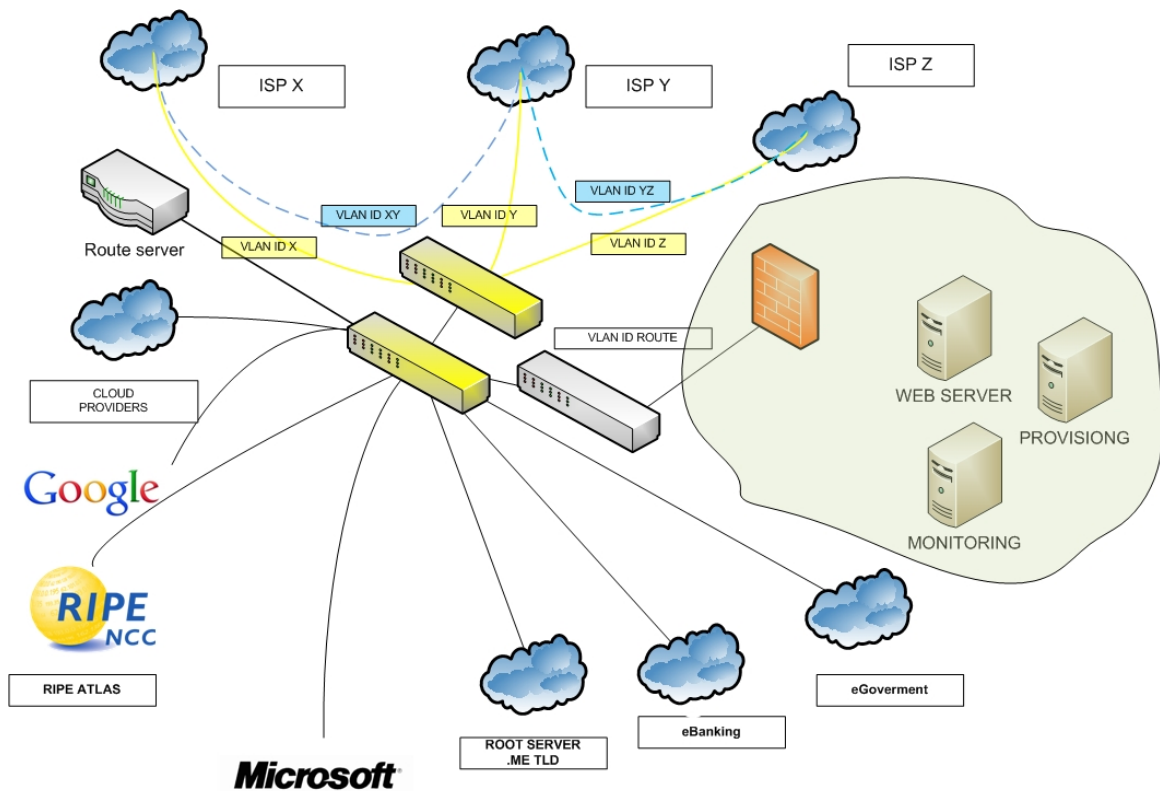 ISP X
ISP Y
ISP Z
VLAN ID YZ
VLAN ID XY
VLAN ID Y
VLAN ID X
VLAN ID Z
Route server
VLAN ID ROUTE
CLOUD
PROVIDERS
WEB SERVER
PROVISIONG
MONITORING
Google
RIPE
NCC
RIPE ATLAS
Microsoft
ROOT SERVER
.ME TLD
eBanking
eGoverment